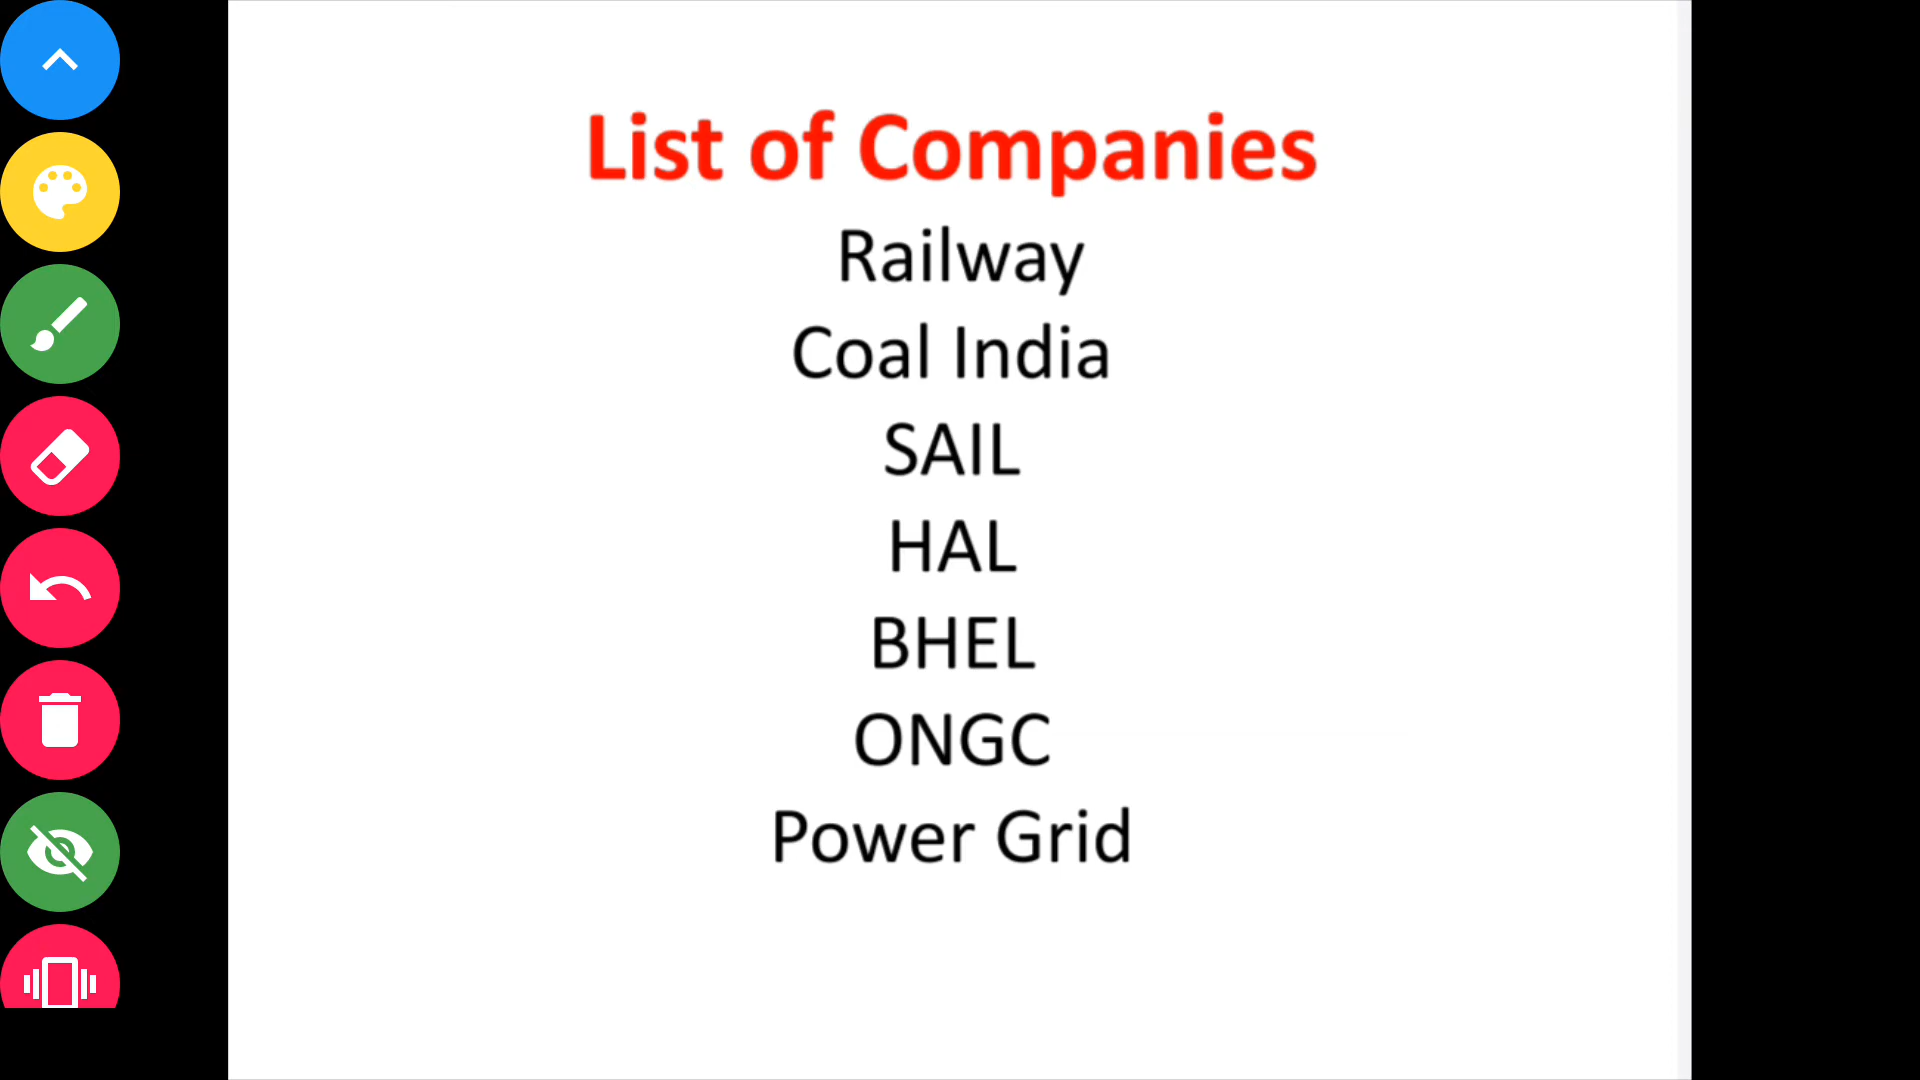 List of Companies
Railway
Coal India
SAIL
HAL
BHEL
ONGC
Power Grid